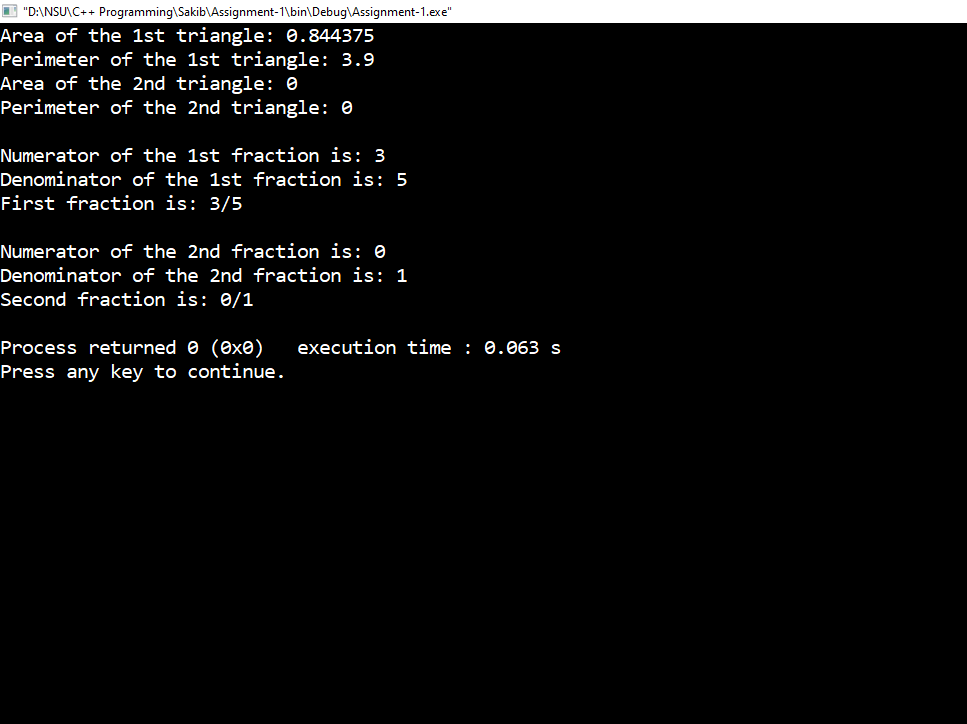 "D:\NSU\C++ Programming\Sakib\Assignment-1\bin\Debug\Assignment-1.exe"
Area of the 1st triangle: 0.844375
Perimeter of the 1st triangle: 3.9
Area of the 2nd triangle: 0
Perimeter of the 2nd triangle: 0

Numerator of the 1st fraction is: 3
Denominator of the 1st fraction is: 5
First fraction is: 3/5

Numerator of the 2nd fraction is: 0
Denominator of the 2nd fraction is: 1
Second fraction is: 0/1

Process returned 0 (0x0)   execution time : 0.063 s
Press any key to continue.